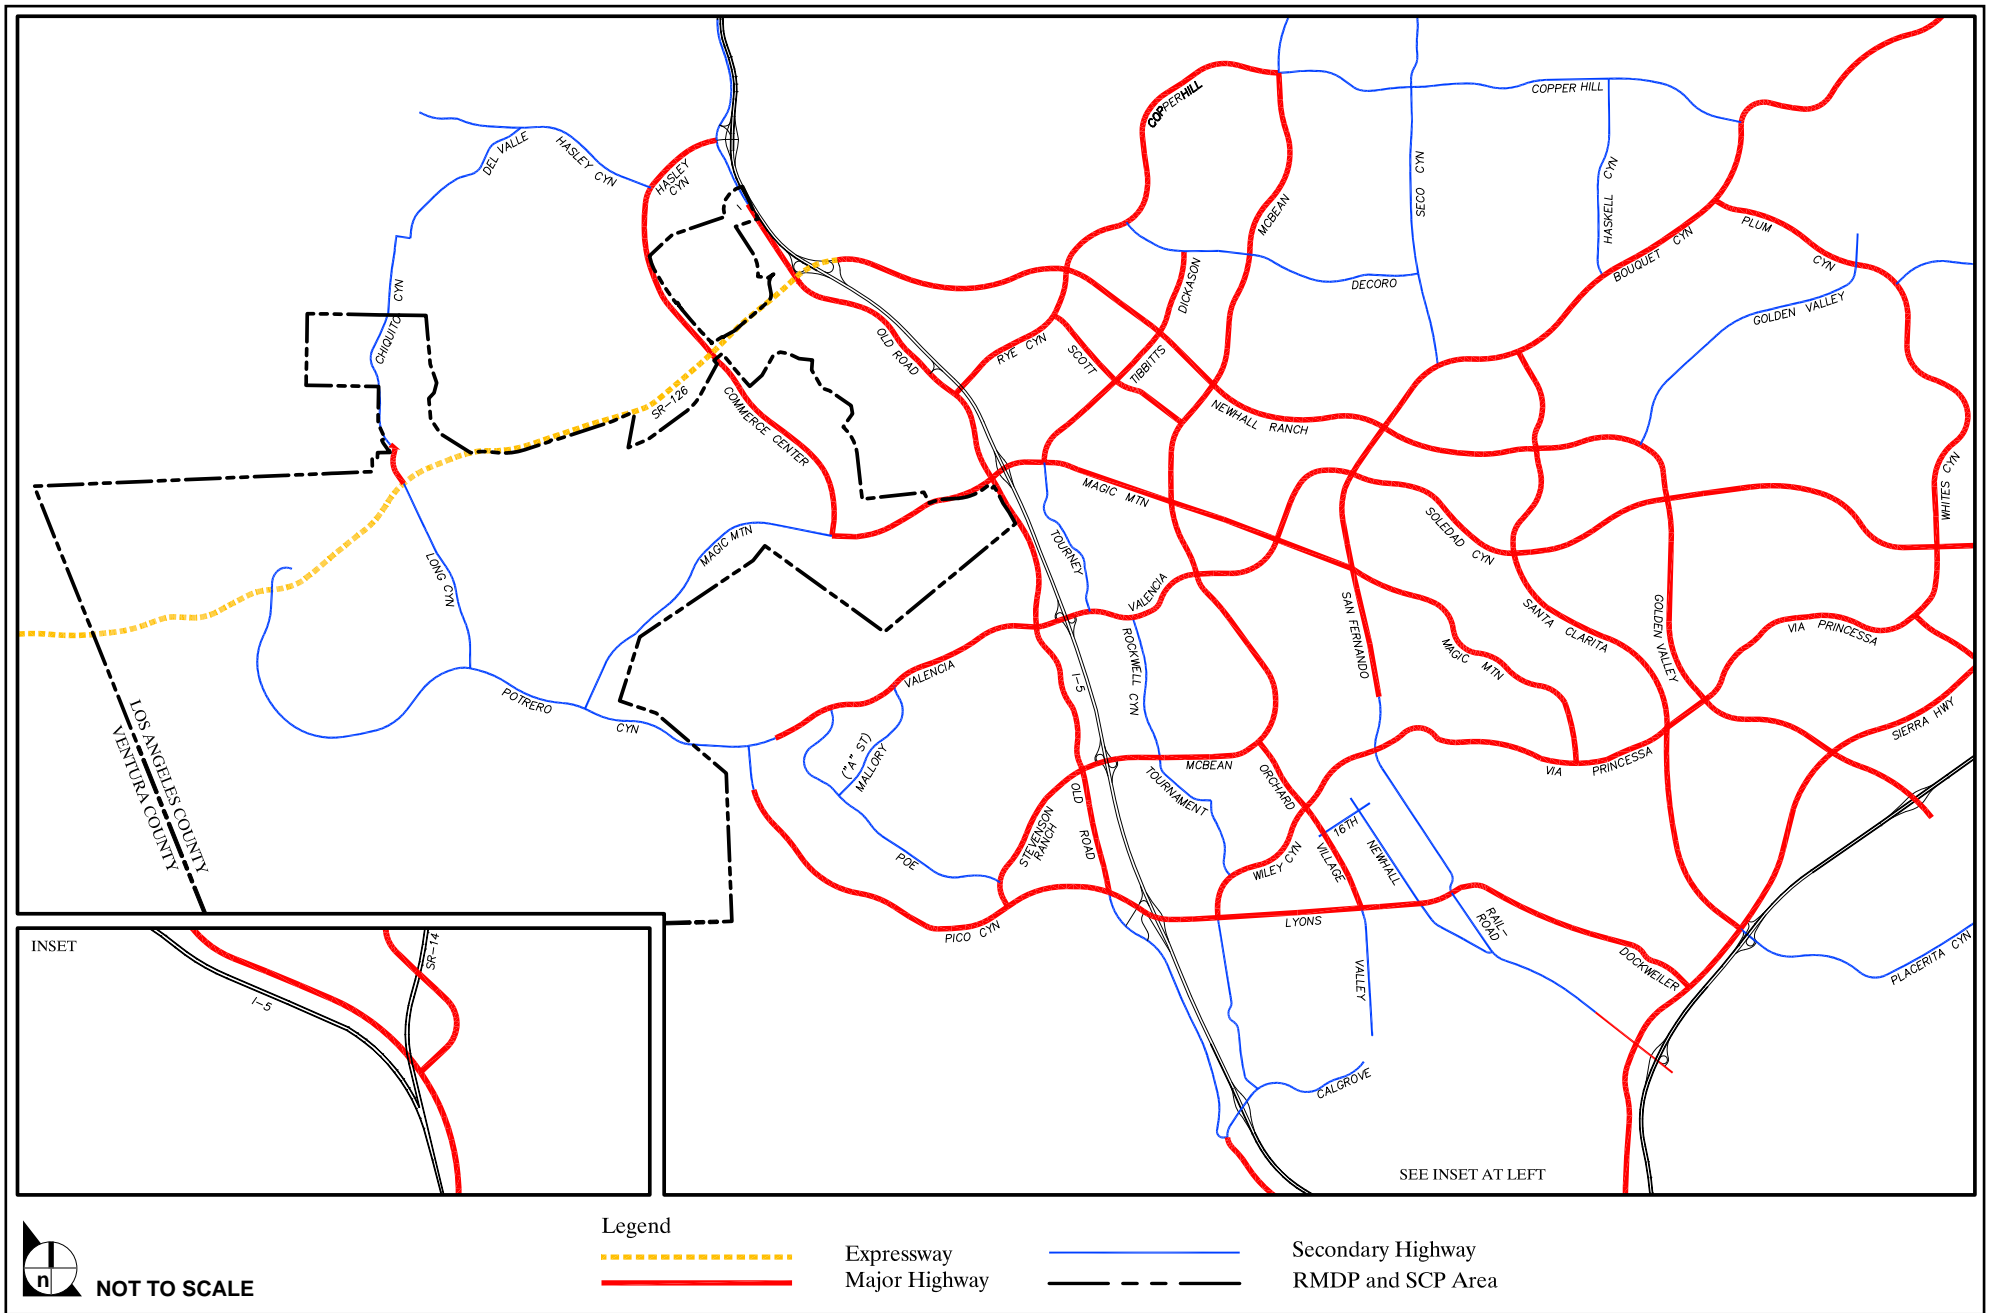 COPPERHILL
COPPER HILL
DEL VALLE
HASLEY CYN
HASLEY
CYN
SECO CYN
HASKELL CYN
MCBEAN
PLUM
CYN
BOUQUET CYN
DICKASON
DECORO
GOLDEN VALLEY
CHIQUITO CYN
OLD ROAD
RYE CYN
SCOTT
TIBBITTS
SR-126
COMMERCE CENTER
NEWHALL RANCH
WHITES CYN
MAGIC MTN
SOLEDAD CYN
MAGIC MTN
TOURNEY
LONG CYN
VALENCIA
SAN FERNANDO
SANTA CLARITA
GOLDEN VALLEY
VIA PRINCESSA
ROCKWELL CYN
MAGIC MTN
VALENCIA
I-5
POTRERO
CYN
LOS ANGELES COUNTY
VENTURA COUNTY
("A" ST)
MALLORY
MCBEAN
TOURNAMENT
ORCHARD
VIA PRINCESSA
SIERRA HWY
OLD
ROAD
STEVENSON
RANCH
16TH
NEWHALL
VILLAGE
WILEY CYN
POE
PICO CYN
LYONS
RAIL-
ROAD
DOCKWEILER
PLACERITA CYN
VALLEY
CALGROVE
INSET
SR-14
I-5
SEE INSET AT LEFT
Legend
Expressway
Major Highway
Secondary Highway
RMDP and SCP Area
n
NOT TO SCALE